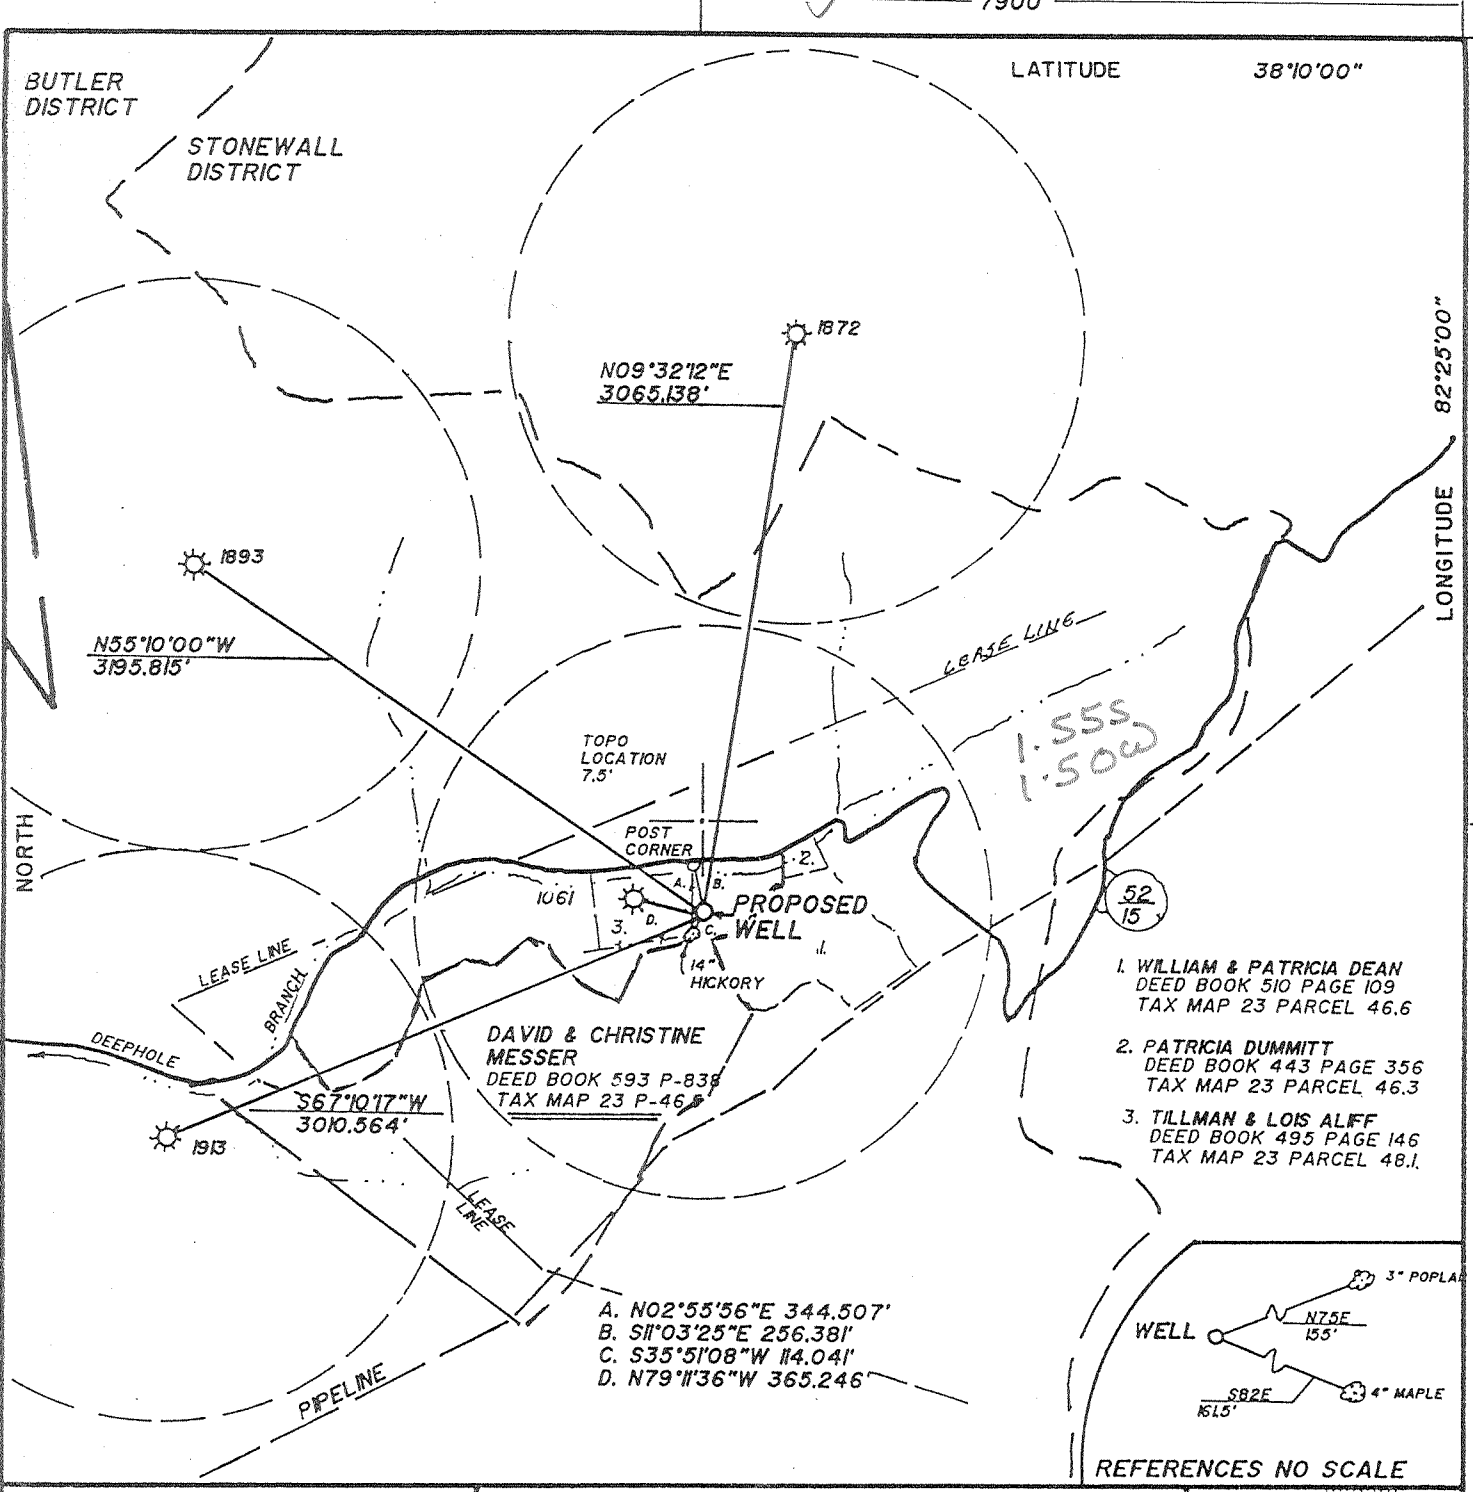 7900
LATITUDE 38°10'00"
BUTLER
DISTRICT
STONEWALL
DISTRICT
1872
N09°32'12"E
3065.138'
LONGITUDE 82°25'00"
1893
N55°10'00"W
3195.815'
LEASE LINE
1.55S
1.50W
TOPO
LOCATION
7.5'
NORTH
POST
CORNER
2.
A.
B.
1061
PROPOSED
WELL
3.
D.
C.
1.
52
15
14"
HICKORY
LEASE LINE
BRANCH
DEEPHOLE
1. WILLIAM & PATRICIA DEAN
DEED BOOK 510 PAGE 109
TAX MAP 23 PARCEL 46.6
DAVID & CHRISTINE
MESSER
DEED BOOK 593 P-838
TAX MAP 23 P-46.
2. PATRICIA DUMMITT
DEED BOOK 443 PAGE 356
TAX MAP 23 PARCEL 46.3
S67°10'17"W
3010.564'
3. TILLMAN & LOIS ALIFF
DEED BOOK 495 PAGE 146
TAX MAP 23 PARCEL 48.1.
1913
LEASE
LINE
A. N02°55'56"E 344.507'
B. S11°03'25"E 256.381'
C. S35°51'08"W 114.041'
D. N79°11'36"W 365.246'
PIPELINE
3" POPLA
N75E
155'
WELL
S82E
161.5'
4" MAPLE
REFERENCES NO SCALE